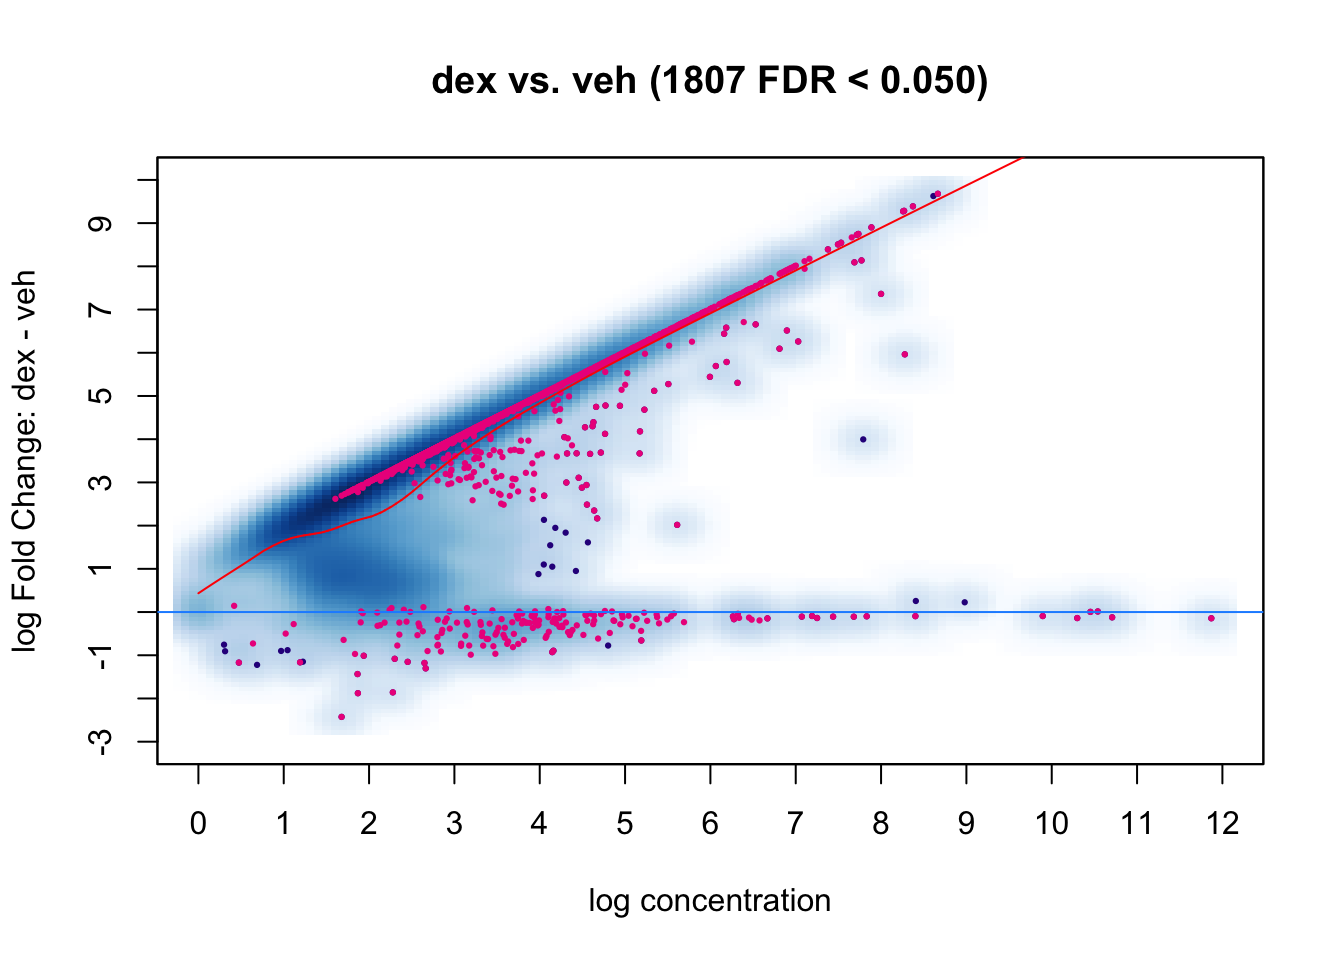 dex vs. veh (1807 FDR < 0.050)
log Fold Change: dex - veh
9
7
5
3
1
-1
-3
0 1 2 3 4 5 6 7 8 9 10 11 12
log concentration